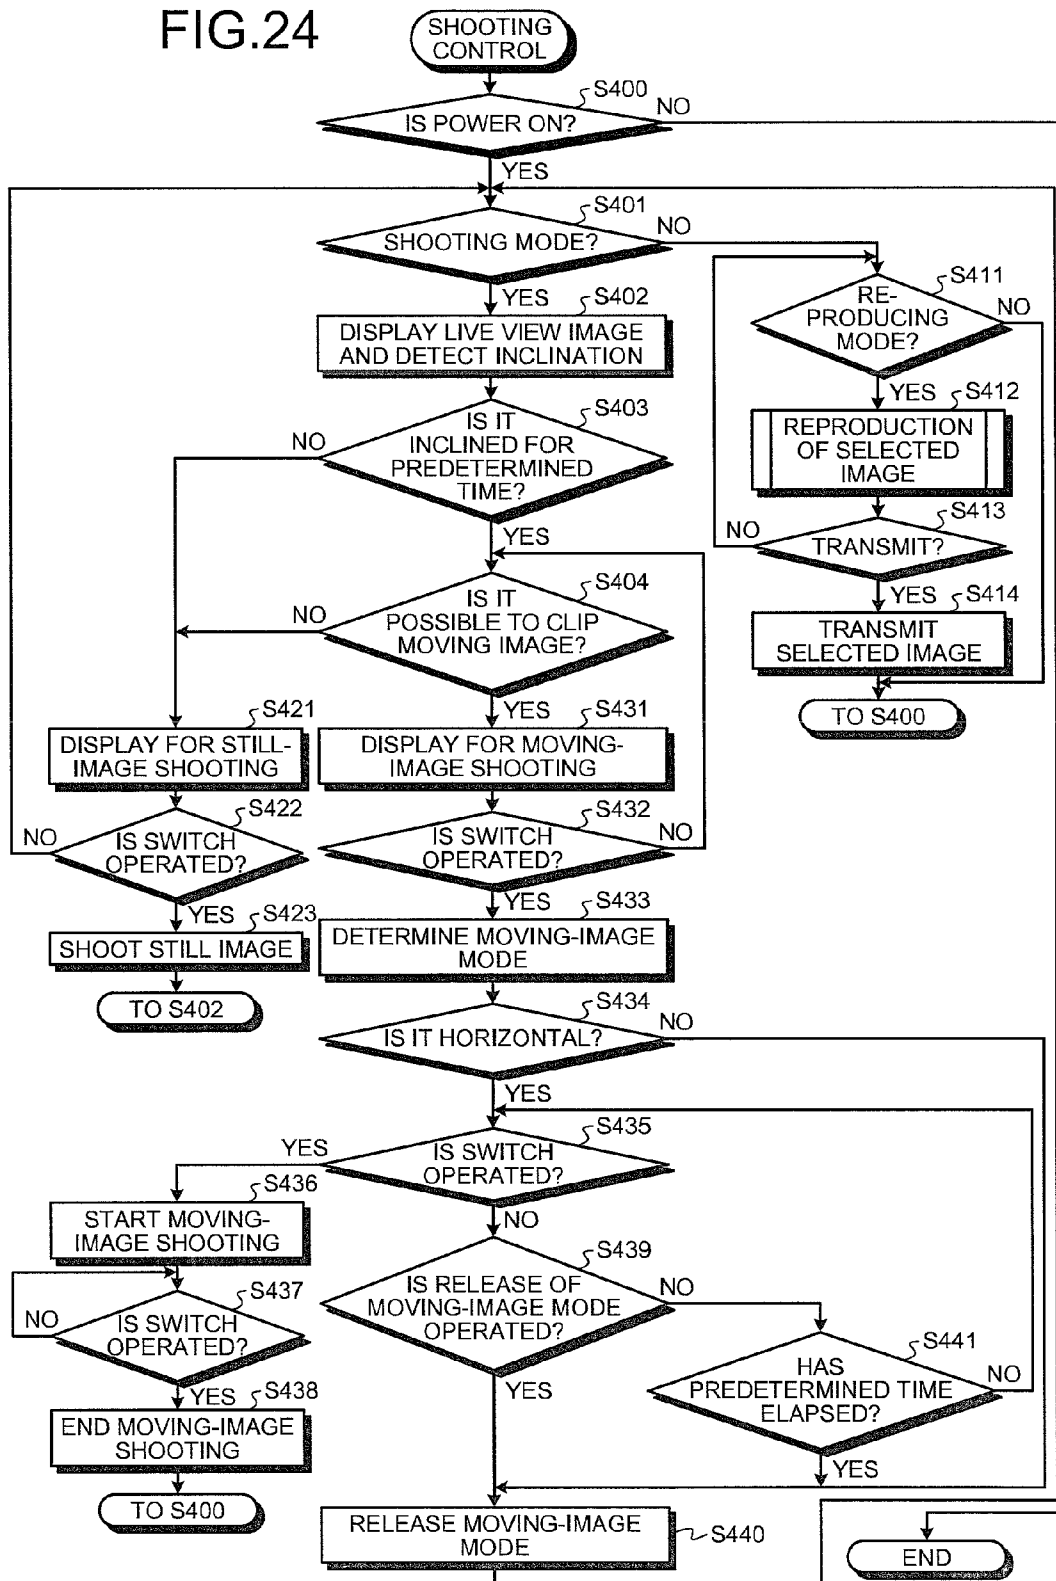 FIG.24
SHOOTING
CONTROL
S400
NO
IS POWER ON?
YES
S401
NO
SHOOTING MODE?
YES
S402
DISPLAY LIVE VIEW IMAGE
AND DETECT INCLINATION
S403
NO
IS IT
INCLINED FOR
PREDETERMINED
TIME?
YES
S404
NO
IS IT
POSSIBLE TO CLIP
MOVING IMAGE?
YES
S411
RE-
PRODUCING
MODE?
NO
YES
S412
REPRODUCTION
OF SELECTED
IMAGE
S413
NO
TRANSMIT?
YES
S414
TRANSMIT
SELECTED IMAGE
TO S400
S421
DISPLAY FOR STILL-
IMAGE SHOOTING
S422
NO
IS SWITCH
OPERATED?
YES
S423
SHOOT STILL IMAGE
TO S402
S431
DISPLAY FOR MOVING-
IMAGE SHOOTING
S432
IS SWITCH
OPERATED?
NO
YES
S433
DETERMINE MOVING-IMAGE
MODE
S434
IS IT HORIZONTAL?
NO
YES
S435
YES
IS SWITCH
OPERATED?
NO
S436
START MOVING-
IMAGE SHOOTING
S437
NO
IS SWITCH
OPERATED?
YES
S438
END MOVING-IMAGE
SHOOTING
TO S400
S439
IS RELEASE OF
MOVING-IMAGE MODE
OPERATED?
NO
YES
S441
HAS
PREDETERMINED TIME
ELAPSED?
NO
YES
RELEASE MOVING-IMAGE
MODE
S440
END